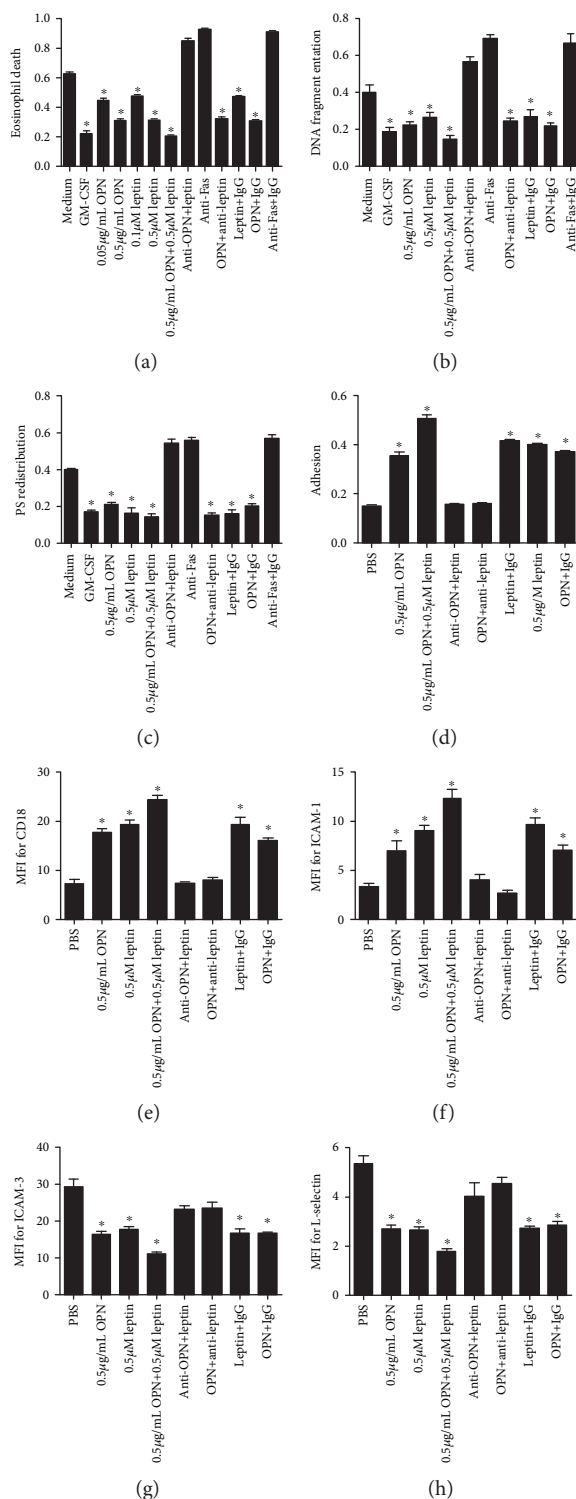 Eosinophil death
1.0
0.8
0.6
0.4
0.2
0.0
* * * * * * * * *
Medium
GM-CSF
0.05μg/mL OPN
0.5μg/mL OPN
0.1μM leptin
0.5μM leptin
0.5μg/mL OPN+0.5μM leptin
Anti-OPN+leptin
Anti-Fas
OPN+anti-leptin
Leptin+IgG
OPN+IgG
Anti-Fas+IgG
(a)
DNA fragment entation
0.8
0.6
0.4
0.2
0.0
* * * * * * *
Medium
GM-CSF
0.5μg/mL OPN
0.5μM leptin
0.5μg/mL OPN+0.5μM leptin
Anti-OPN+leptin
Anti-Fas
OPN+anti-leptin
Leptin+IgG
OPN+IgG
Anti-Fas+IgG
(b)
PS redistribution
0.8
0.6
0.4
0.2
0.0
* * * * * * *
Medium
GM-CSF
0.5μg/mL OPN
0.5μM leptin
0.5μg/mL OPN+0.5μM leptin
Anti-OPN+leptin
Anti-Fas
OPN+anti-leptin
Leptin+IgG
OPN+IgG
Anti-Fas+IgG
(c)
Adhesion
0.6
0.4
0.2
0.0
* * * * *
PBS
0.5μg/mL OPN
0.5μg/mL OPN+0.5μM leptin
Anti-OPN+leptin
OPN+anti-leptin
Leptin+IgG
0.5μg/M leptin
OPN+IgG
(d)
MFI for CD18
30
20
10
0
* * * * *
PBS
0.5μg/mL OPN
0.5μM leptin
0.5μg/mL OPN+0.5μM leptin
Anti-OPN+leptin
OPN+anti-leptin
Leptin+IgG
OPN+IgG
(e)
MFI for ICAM-1
15
10
5
0
* * * * *
PBS
0.5μg/mL OPN
0.5μM leptin
0.5μg/mL OPN+0.5μM leptin
Anti-OPN+leptin
OPN+anti-leptin
Leptin+IgG
OPN+IgG
(f)
MFI for ICAM-3
40
30
20
10
0
* * * * *
PBS
0.5μg/mL OPN
0.5μM leptin
0.5μg/mL OPN+0.5μM leptin
Anti-OPN+leptin
OPN+anti-leptin
Leptin+IgG
OPN+IgG
(g)
MFI for L-selectin
6
4
2
0
* * * * *
PBS
0.5μg/mL OPN
0.5μM leptin
0.5μg/mL OPN+0.5μM leptin
Anti-OPN+leptin
OPN+anti-leptin
Leptin+IgG
OPN+IgG
(h)